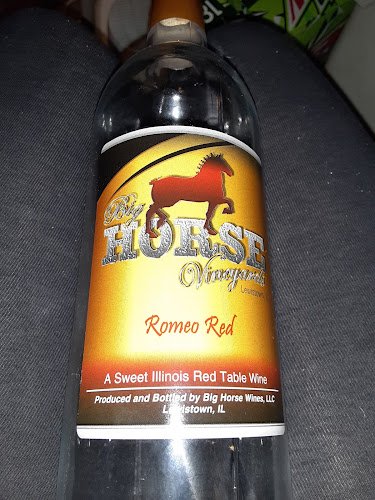 Big
HORSE
Vineyards
Lewistown,
Romeo Red
A Sweet Illinois Red Table Wine
Produced and Bottled by Big Horse Wines, LLC
Lewistown, IL